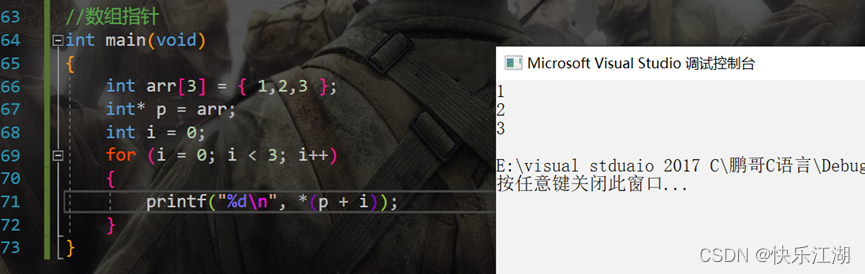 63 //数组指针
64 int main(void)
65 {
66 int arr[3] = { 1,2,3 };
67 int* p = arr;
68 int i = 0;
69 for (i = 0; i < 3; i++)
70 {
71 printf("%d\n", *(p + i));
72 }
73 }
Microsoft Visual Studio 调试控制台
1
2
3
E:\visual stduaio 2017 C\鹏哥C语言\Debug
按任意键关闭此窗口...
CSDN @快乐江湖